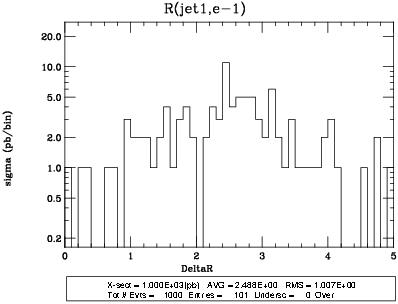 R(jet1,e-1)
20.0
10.0
5.0
2.0
1.0
0.5
0.2
sigma (pb/bin)
0 1 2 3 4 5
DeltaR
X-sect = 1.000E+03(pb) AVG = 2.488E+00 RMS = 1.007E+00
Tot # Evts = 1000 Entries = 101 Undersc = 0 Over